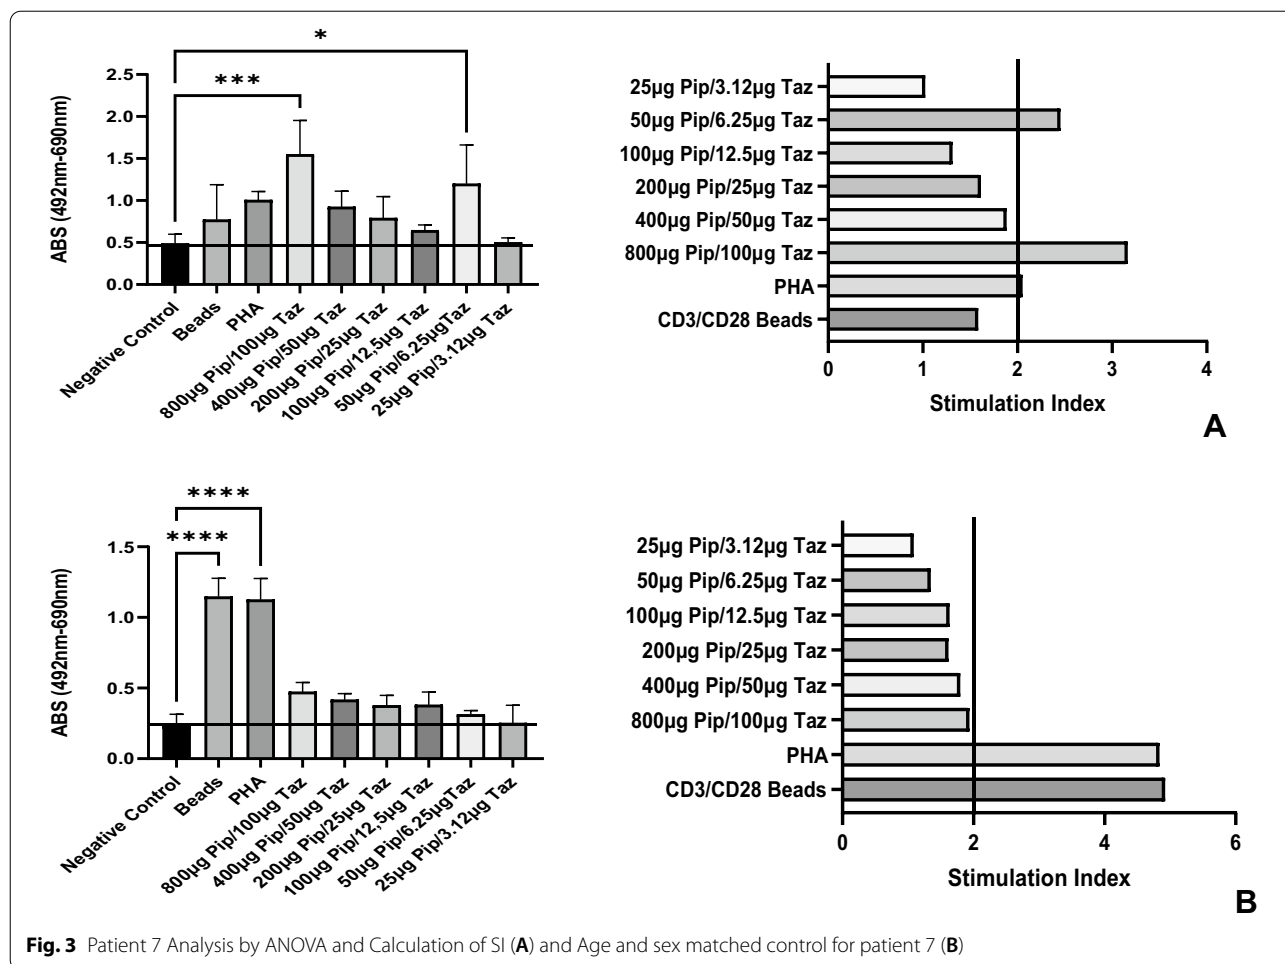 *
***
2.5
2.0
1.5
1.0
0.5
0.0
ABS (492nm-690nm)
Negative Control
Beads
PHA
800µg Pip/100µg Taz
400µg Pip/50µg Taz
200µg Pip/25µg Taz
100µg Pip/12,5µg Taz
50µg Pip/6.25µgTaz
25µg Pip/3.12µg Taz
25µg Pip/3.12µg Taz
50µg Pip/6.25µg Taz
100µg Pip/12.5µg Taz
200µg Pip/25µg Taz
400µg Pip/50µg Taz
800µg Pip/100µg Taz
PHA
CD3/CD28 Beads
0 1 2 3 4
Stimulation Index
A
****
****
1.5
1.0
0.5
0.0
ABS (492nm-690nm)
Negative Control
Beads
PHA
800µg Pip/100µg Taz
400µg Pip/50µg Taz
200µg Pip/25µg Taz
100µg Pip/12,5µg Taz
50µg Pip/6.25µgTaz
25µg Pip/3.12µg Taz
25µg Pip/3.12µg Taz
50µg Pip/6.25µg Taz
100µg Pip/12.5µg Taz
200µg Pip/25µg Taz
400µg Pip/50µg Taz
800µg Pip/100µg Taz
PHA
CD3/CD28 Beads
0 2 4 6
Stimulation Index
B
Fig. 3 Patient 7 Analysis by ANOVA and Calculation of SI (A) and Age and sex matched control for patient 7 (B)